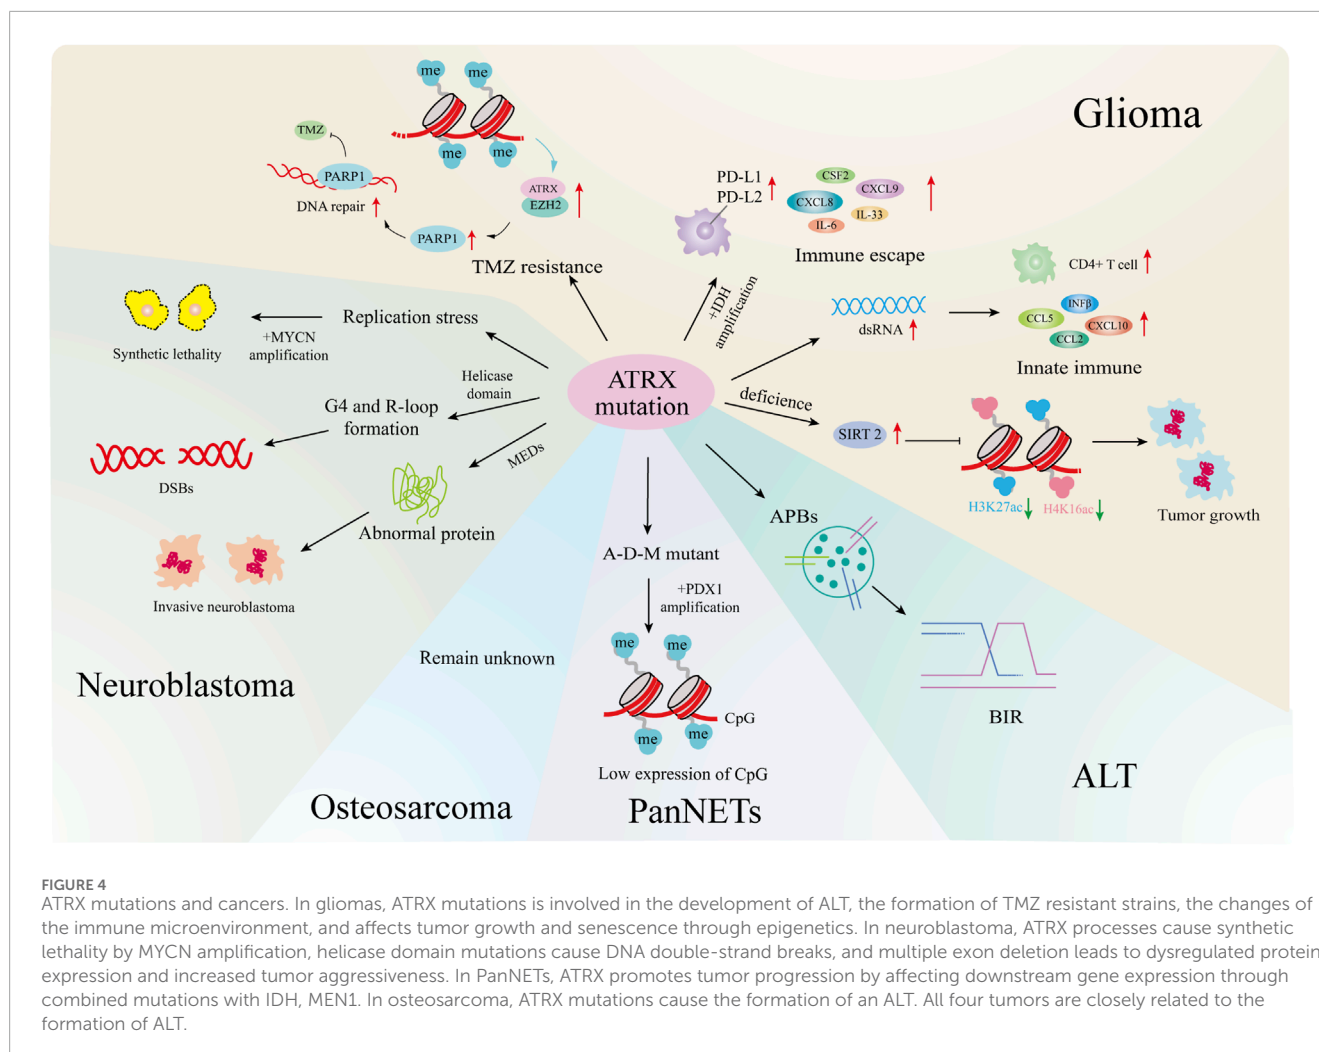 Glioma
me
me
me
me
TMZ
PARP1
DNA repair
ATRX
EZH2
PARP1
TMZ resistance
PD-L1
PD-L2
CSF2
CXCL9
CXCL8
IL-33
IL-6
Immune escape
+IDH
amplification
CD4+ T cell
dsRNA
INFβ
CCL5
CXCL10
CCL2
Innate immune
Replication stress
+MYCN
amplification
Synthetic lethality
ATRX
mutation
Helicase
domain
G4 and R-loop
formation
DSBs
MEDs
Abnormal protein
Invasive neuroblastoma
Neuroblastoma
deficience
SIRT 2
H3K27ac
H4K16ac
Tumor growth
APBs
BIR
ALT
A-D-M mutant
+PDX1
amplification
me
me
me
me
CpG
Low expression of CpG
PanNETs
Remain unknown
Osteosarcoma
FIGURE 4
ATRX mutations and cancers. In gliomas, ATRX mutations is involved in the development of ALT, the formation of TMZ resistant strains, the changes of
the immune microenvironment, and affects tumor growth and senescence through epigenetics. In neuroblastoma, ATRX processes cause synthetic
lethality by MYCN amplification, helicase domain mutations cause DNA double-strand breaks, and multiple exon deletion leads to dysregulated protein
expression and increased tumor aggressiveness. In PanNETs, ATRX promotes tumor progression by affecting downstream gene expression through
combined mutations with IDH, MEN1. In osteosarcoma, ATRX mutations cause the formation of an ALT. All four tumors are closely related to the
formation of ALT.